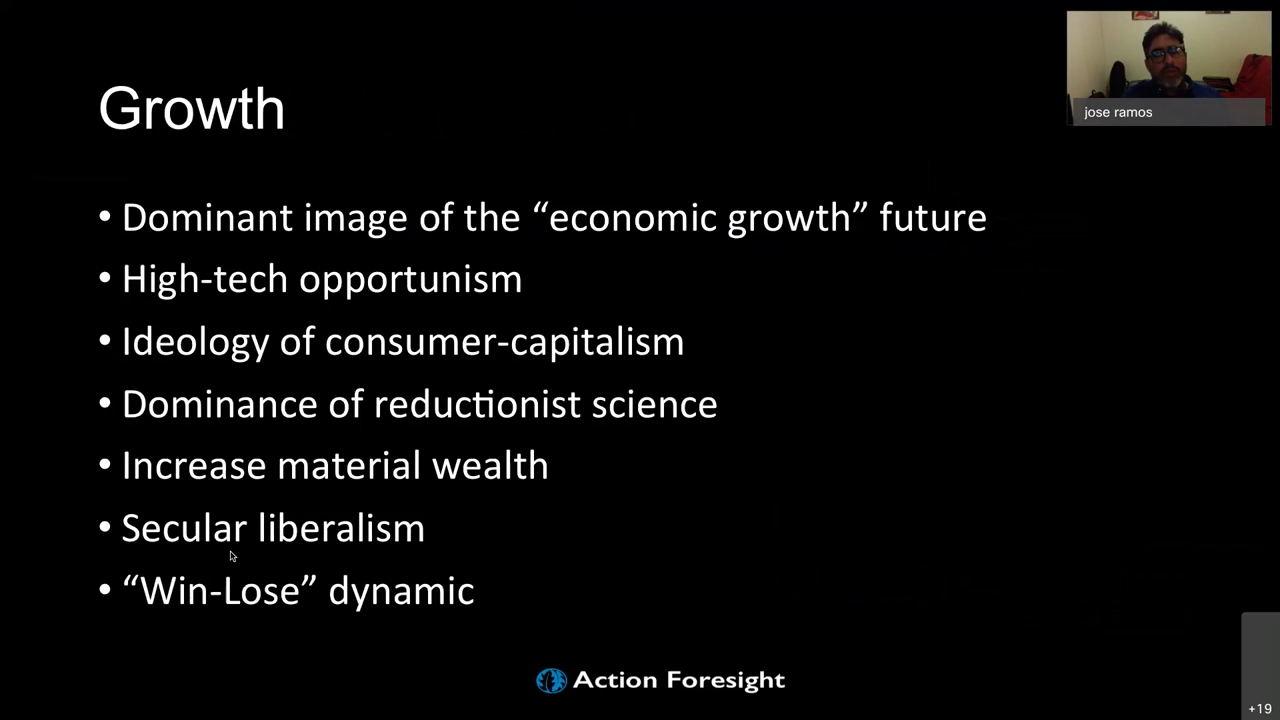 Growth
jose ramos
• Dominant image of the “economic growth” future
• High-tech opportunism
• Ideology of consumer-capitalism
• Dominance of reductionist science
• Increase material wealth
• Secular liberalism
• “Win-Lose” dynamic
Action Foresight
+19